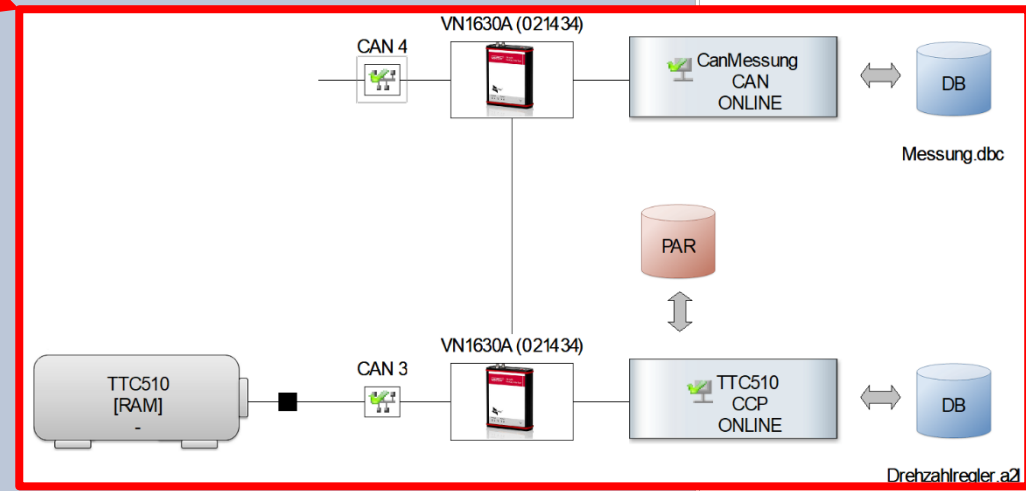 VN1630A (021434)
CAN 4
CanMessung
CAN
ONLINE
DB
Messung.dbc
PAR
VN1630A (021434)
CAN 3
TTC510
[RAM]
-
TTC510
CCP
ONLINE
DB
Drehzahlregler.a2l